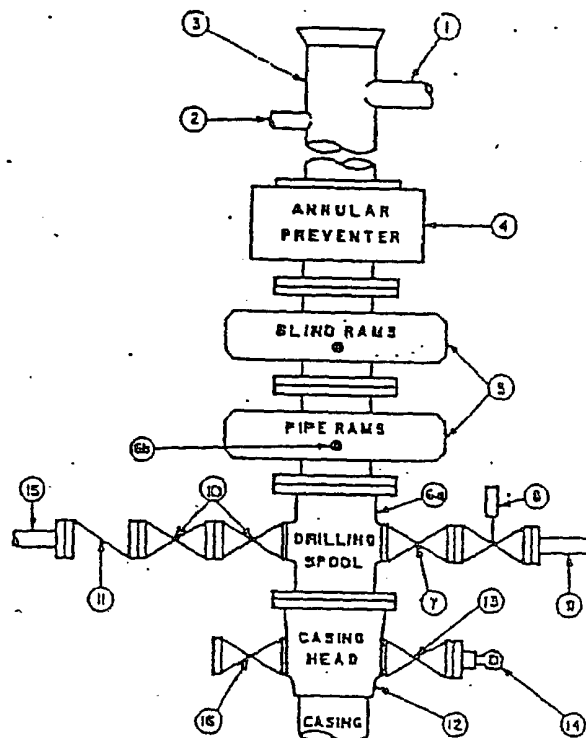 3
1
2
ANNULAR
PREVENTER
4
BLIND RAMS
5
PIPE RAMS
6b
15
10
6a
8
DRILLING
SPOOL
11
7
9
13
CASING
HEAD
16
12
14
CASING